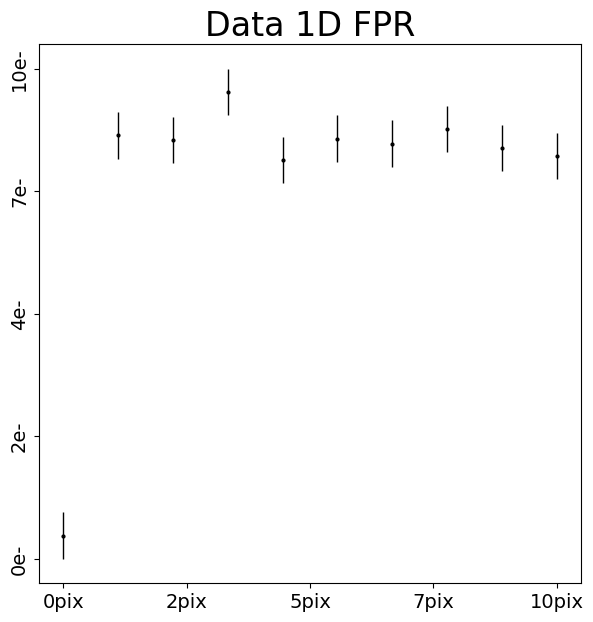 Data 1D FPR
10e-
7e-
4e-
2e-
0e-
0pix 2pix 5pix 7pix 10pix